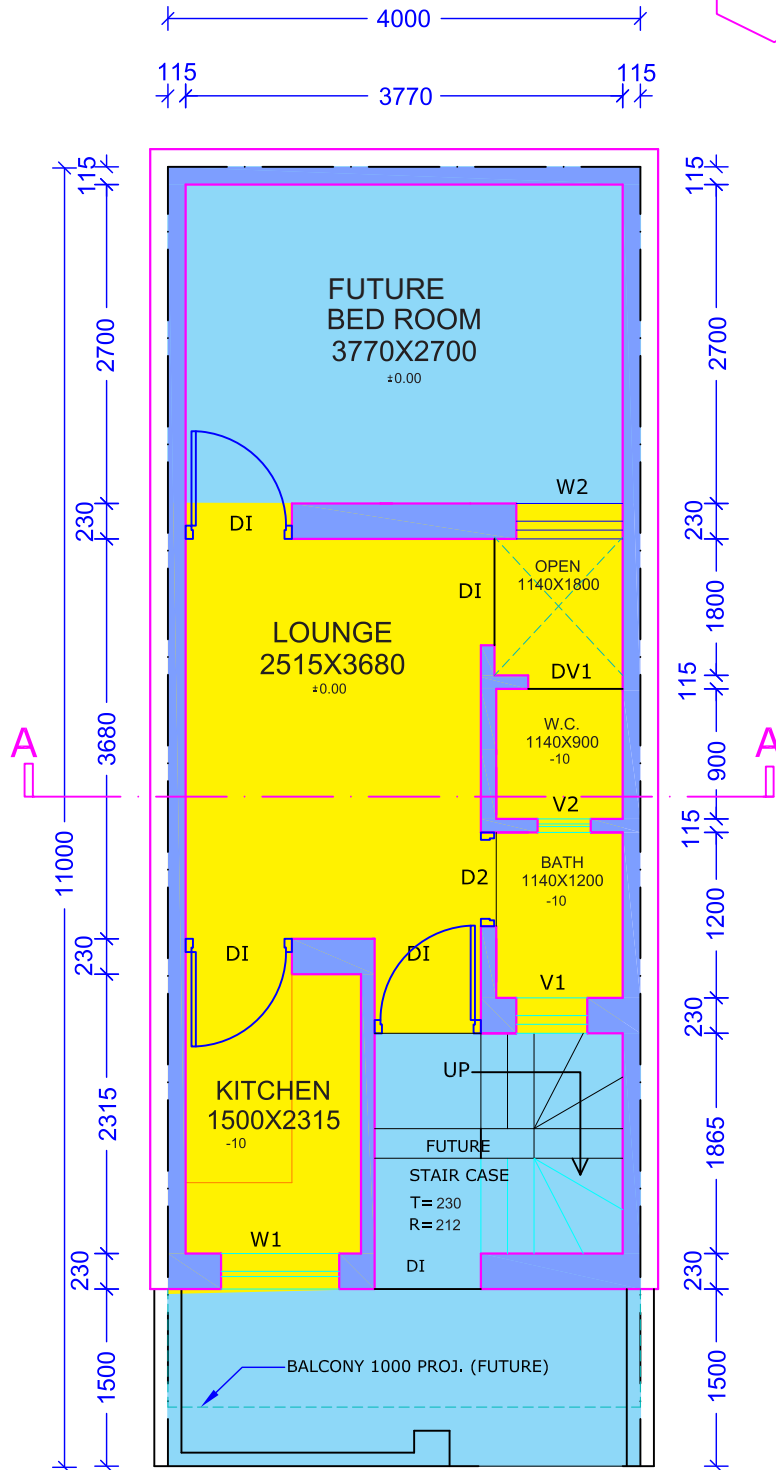 4000
115
3770
115
115
115
FUTURE
BED ROOM
3770X2700
±0.00
2700
2700
W2
DI
230
230
OPEN
1140X1800
DI
1800
LOUNGE
2515X3680
±0.00
DV1
115
W.C.
1140X900
-10
900
A
A
3680
V2
115
11000
BATH
1140X1200
-10
D2
1200
230
DI
DI
V1
230
UP
KITCHEN
1500X2315
-10
2315
FUTURE
STAIR CASE
T= 230
R= 212
1865
W1
DI
230
230
BALCONY 1000 PROJ. (FUTURE)
1500
1500